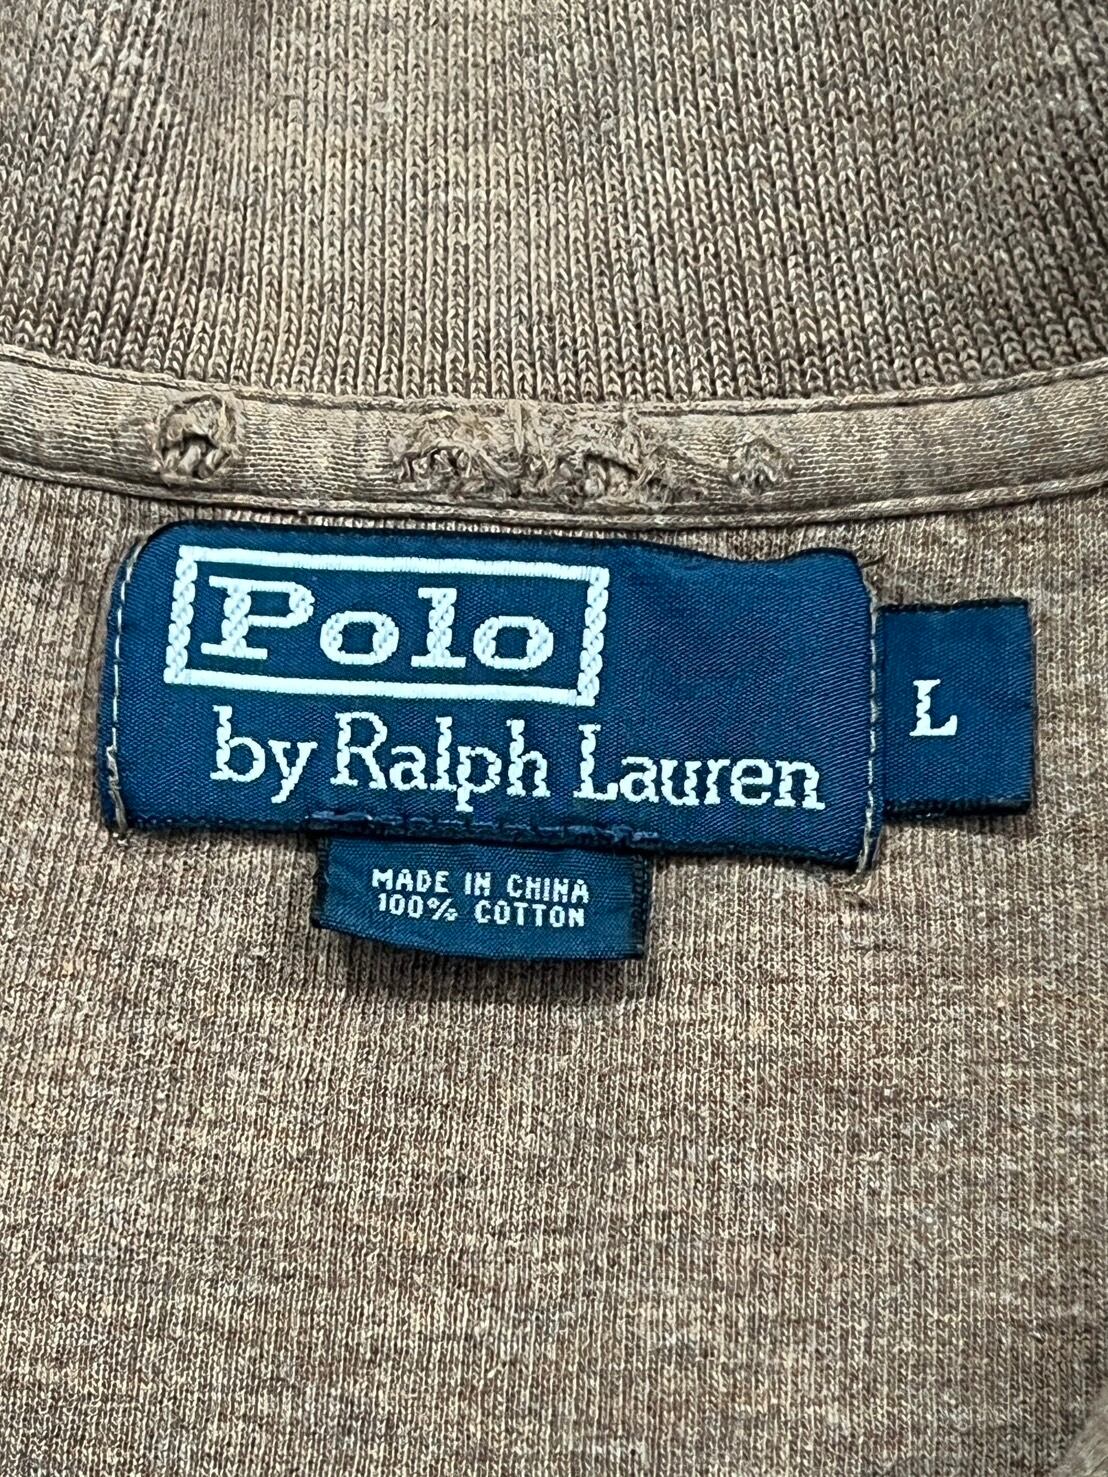 Polo
by Ralph Lauren
L
MADE IN CHINA
100% COTTON